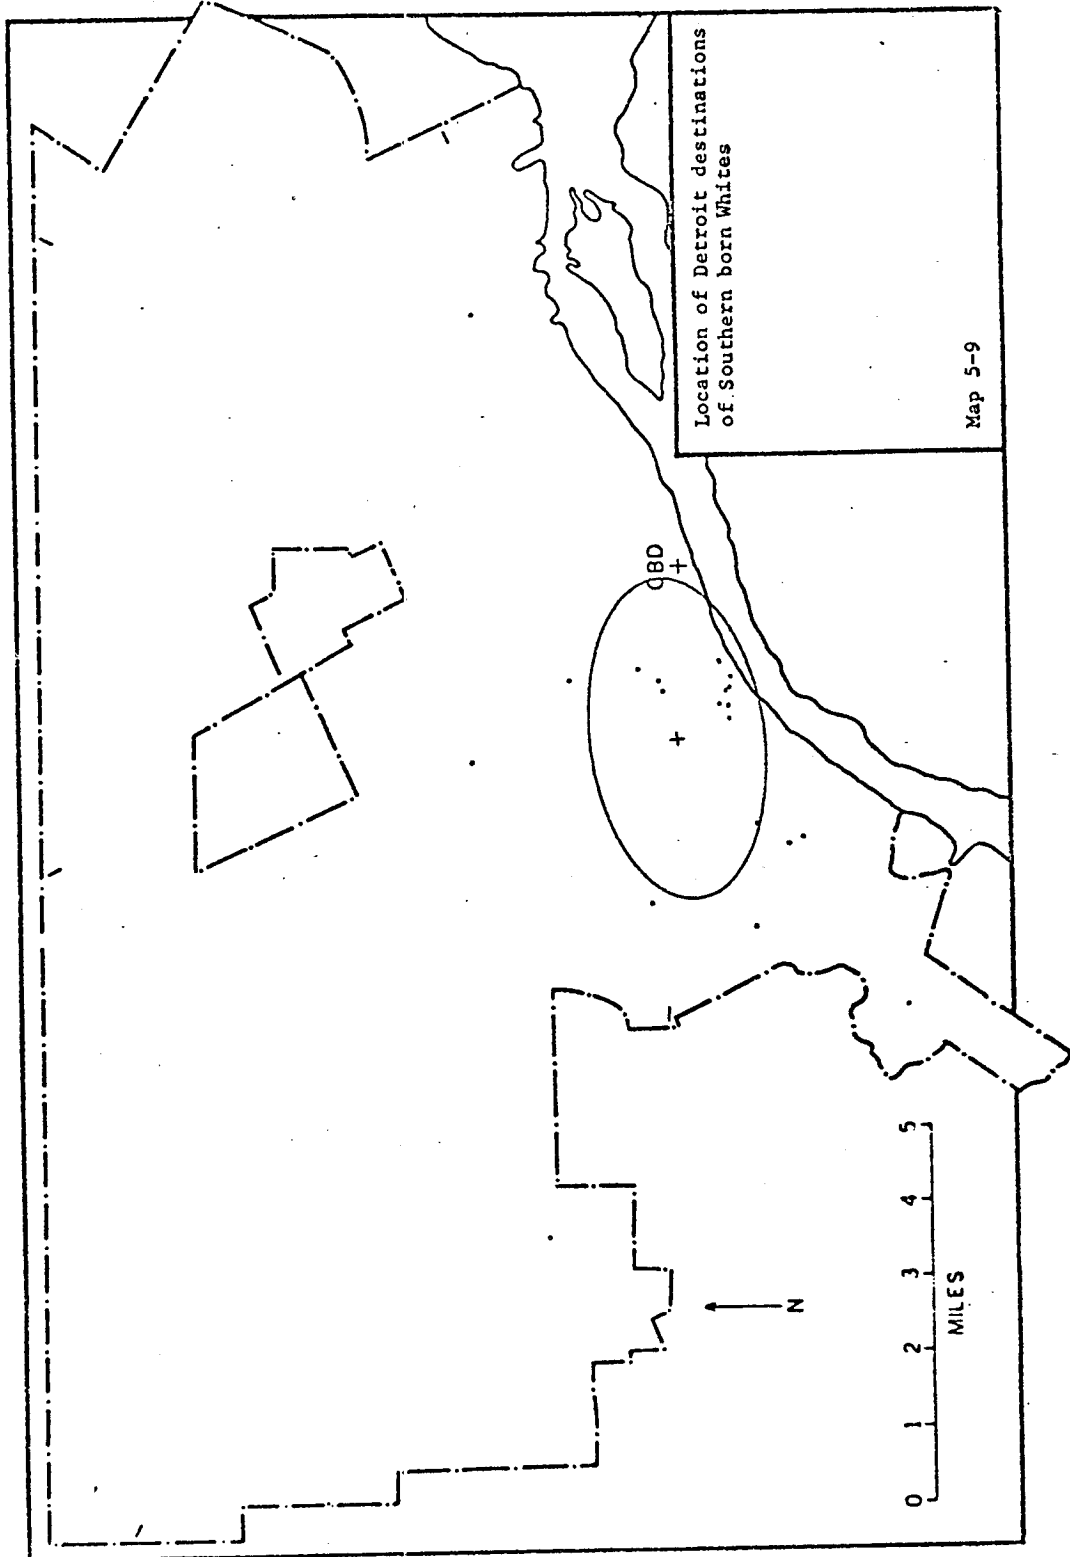 Location of Detroit destinations
of Southern born Whites
Map 5-9
CBD
N
0 1 2 3 4 5
MILES